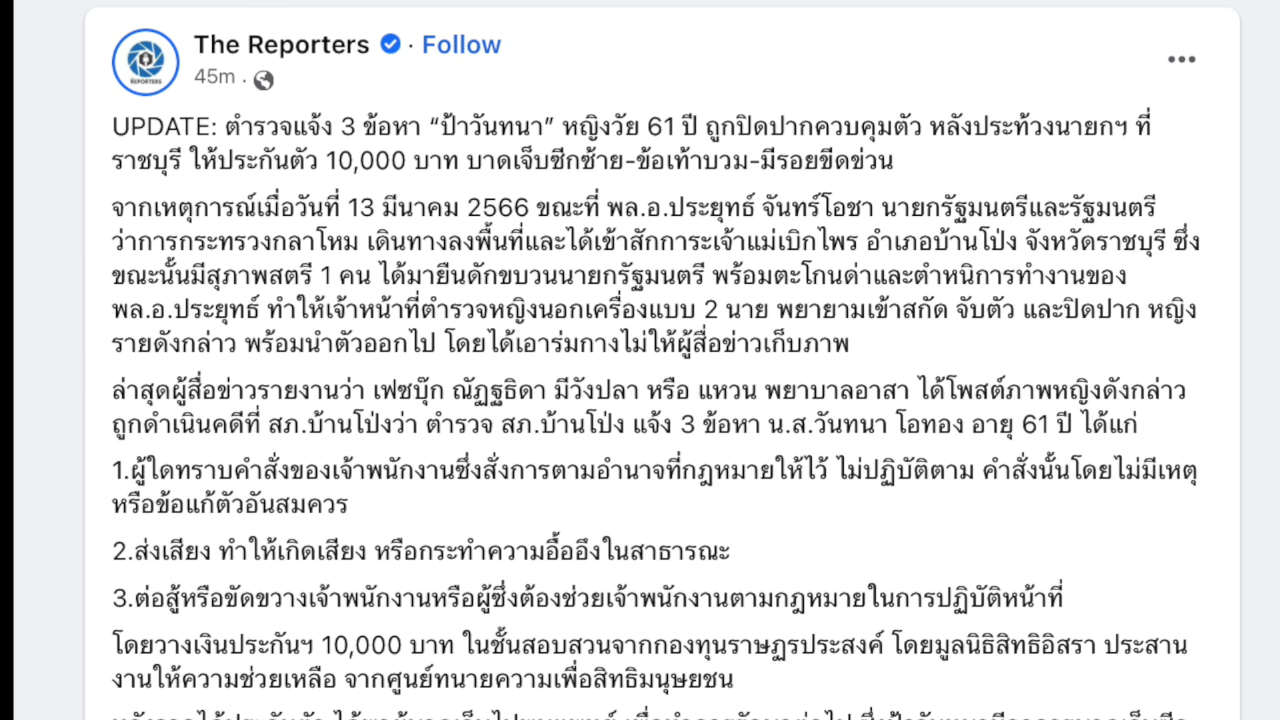 The Reporters · Follow
45m ·
REPORTERS
UPDATE: ตำรวจแจ้ง 3 ข้อหา “ป้าวันทนา” หญิงวัย 61 ปี ถูกปิดปากควบคุมตัว หลังประท้วงนายกฯ ที่
ราชบุรี ให้ประกันตัว 10,000 บาท บาดเจ็บซีกซ้าย-ข้อเท้าบวม-มีรอยขีดข่วน
จากเหตุการณ์เมื่อวันที่ 13 มีนาคม 2566 ขณะที่ พล.อ.ประยุทธ์ จันทร์โอชา นายกรัฐมนตรีและรัฐมนตรี
ว่าการกระทรวงกลาโหม เดินทางลงพื้นที่และได้เข้าสักการะเจ้าแม่เบิกไพร อำเภอบ้านโป่ง จังหวัดราชบุรี ซึ่ง
ขณะนั้นมีสุภาพสตรี 1 คน ได้มายืนดักขบวนนายกรัฐมนตรี พร้อมตะโกนด่าและตำหนิการทำงานของ
พล.อ.ประยุทธ์ ทำให้เจ้าหน้าที่ตำรวจหญิงนอกเครื่องแบบ 2 นาย พยายามเข้าสกัด จับตัว และปิดปาก หญิง
รายดังกล่าว พร้อมนำตัวออกไป โดยได้เอาร่มกางไม่ให้ผู้สื่อข่าวเก็บภาพ
ล่าสุดผู้สื่อข่าวรายงานว่า เฟซบุ๊ก ณัฏฐธิดา มีวังปลา หรือ แหวน พยาบาลอาสา ได้โพสต์ภาพหญิงดังกล่าว
ถูกดำเนินคดีที่ สภ.บ้านโป่งว่า ตำรวจ สภ.บ้านโป่ง แจ้ง 3 ข้อหา น.ส.วันทนา โอทอง อายุ 61 ปี ได้แก่
1.ผู้ใดทราบคำสั่งของเจ้าพนักงานซึ่งสั่งการตามอำนาจที่กฎหมายให้ไว้ ไม่ปฏิบัติตาม คำสั่งนั้นโดยไม่มีเหตุ
หรือข้อแก้ตัวอันสมควร
2.ส่งเสียง ทำให้เกิดเสียง หรือกระทำความอื้ออึงในสาธารณะ
3.ต่อสู้หรือขัดขวางเจ้าพนักงานหรือผู้ซึ่งต้องช่วยเจ้าพนักงานตามกฎหมายในการปฏิบัติหน้าที่
โดยวางเงินประกันฯ 10,000 บาท ในชั้นสอบสวนจากกองทุนราษฎรประสงค์ โดยมูลนิธิสิทธิอิสรา ประสาน
งานให้ความช่วยเหลือ จากศูนย์ทนายความเพื่อสิทธิมนุษยชน